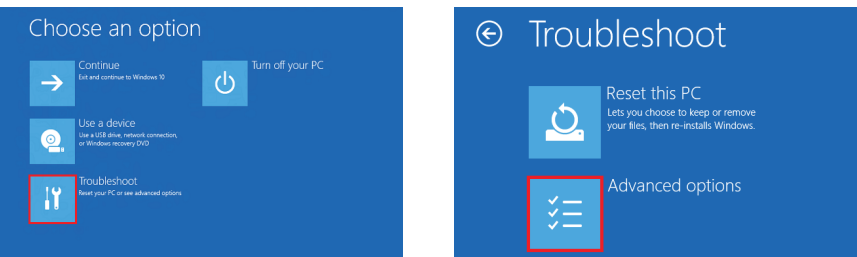 Choose an option
Continue
Exit and continue to Windows 10
Turn off your PC
Use a device
Use a USB drive, network connection,
or Windows recovery DVD
Troubleshoot
Reset your PC or see advanced options
Troubleshoot
Reset this PC
Lets you choose to keep or remove
your files, then re-installs Windows.
Advanced options